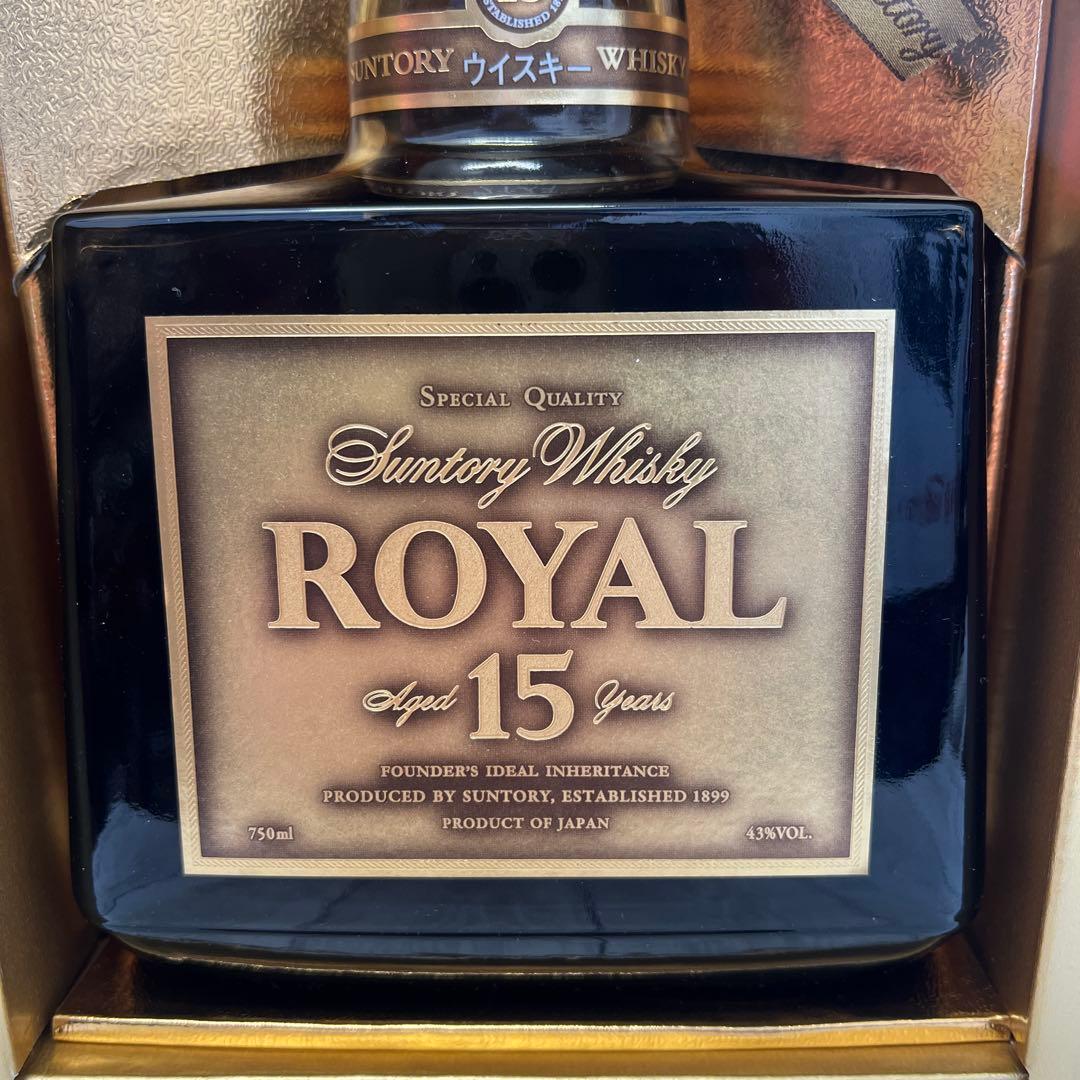 ESTABLISHED 18
SUNTORY ウイスキー WHISKY
SPECIAL QUALITY
Suntory Whisky
ROYAL
Aged 15 Years
FOUNDER'S IDEAL INHERITANCE
PRODUCED BY SUNTORY, ESTABLISHED 1899
PRODUCT OF JAPAN
750ml 43%VOL.